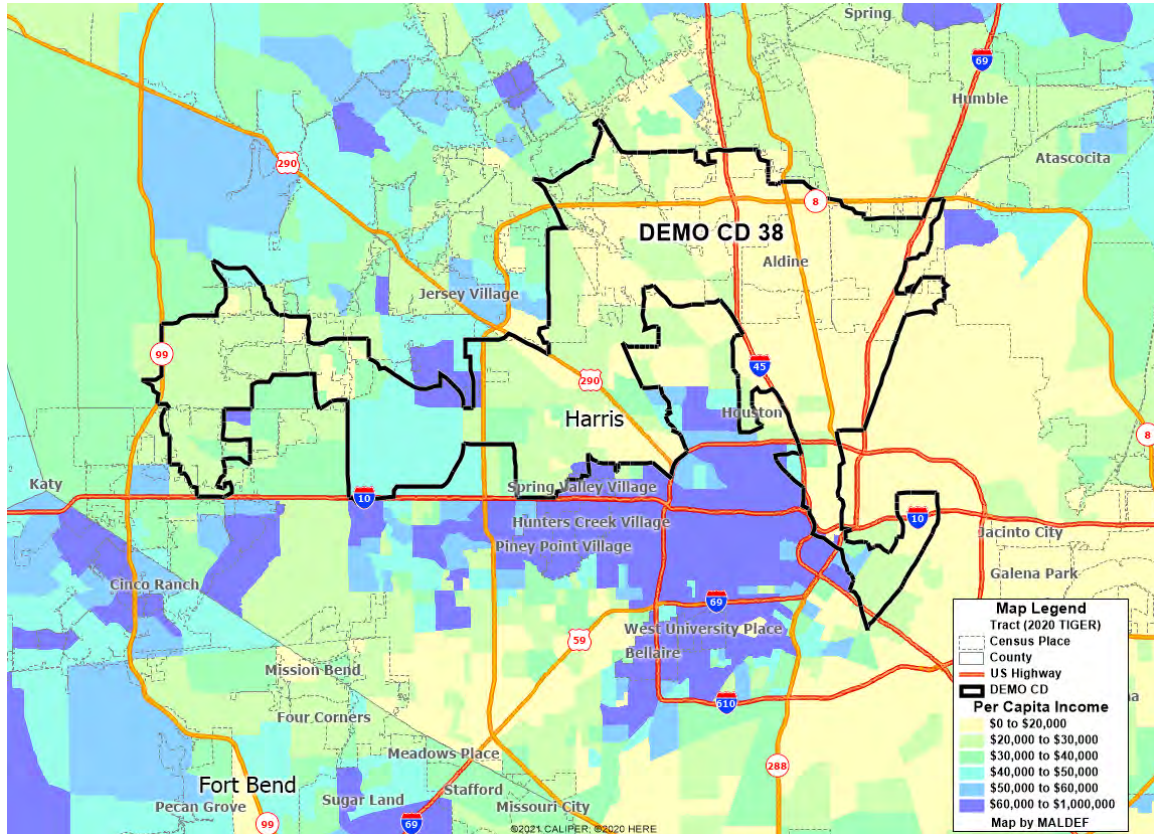 Spring
69
Humble
290
Atascocita
8
DEMO CD 38
Aldine
Jersey Village
99
45
290
Houston
Harris
8
Katy
10
Spring Valley Village
Hunters Creek Village
10
Jacinto City
Piney Point Village
Galena Park
Cinco Ranch
69
West University Place
59
Bellaire
Mission Bend
610
Four Corners
Meadows Place
288
Fort Bend
Stafford
Sugar Land
Pecan Grove
Missouri City
99
69
©2021 CALIPER; ©2020 HERE
Map Legend
Tract (2020 TIGER)
Census Place
County
US Highway
DEMO CD
Per Capita Income
$0 to $20,000
$20,000 to $30,000
$30,000 to $40,000
$40,000 to $50,000
$50,000 to $60,000
$60,000 to $1,000,000
Map by MALDEF